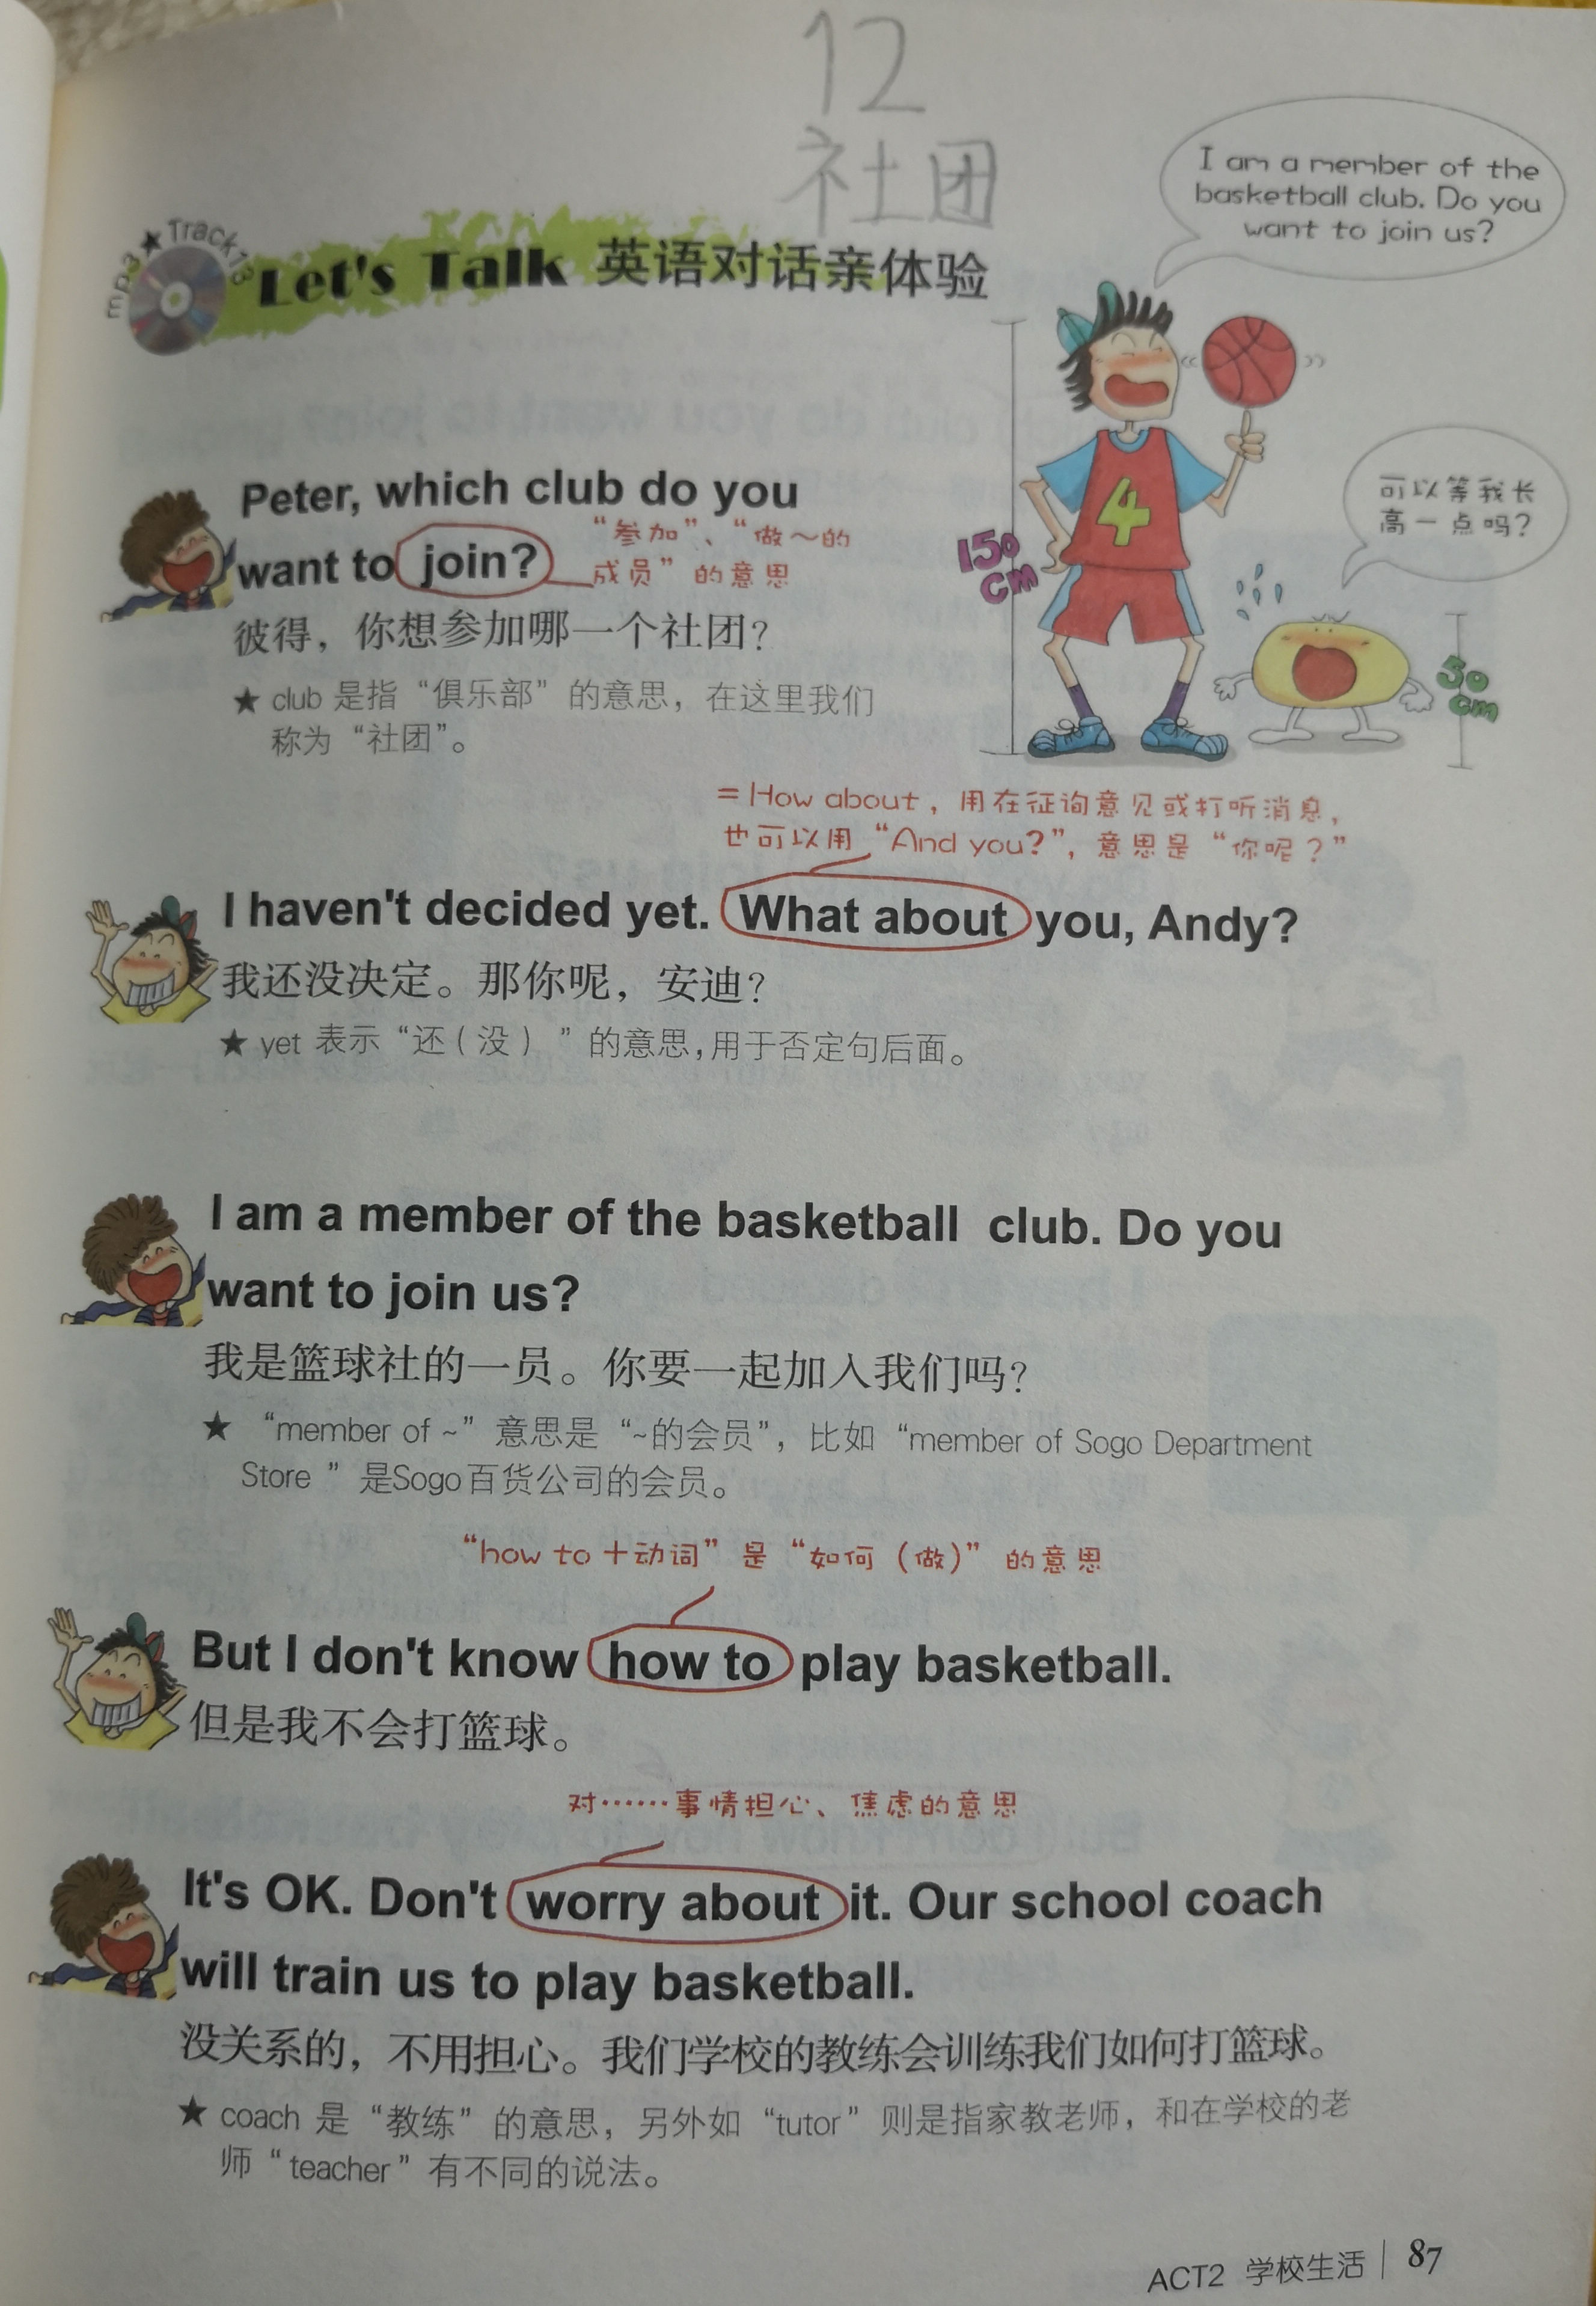 12
社团
I am a member of the
basketball club. Do you
want to join us?
mp3★Track13
Let's Talk 英语对话亲体验
4
150
cm
可以等我长
高一点吗?
50
cm
Peter, which club do you
want to join?
“参加”、“做～的
成员”的意思
彼得，你想参加哪一个社团?
★ club 是指“俱乐部”的意思，在这里我们
称为“社团”。
=How about，用在征询意见或打听消息，
也可以用“And you?”，意思是“你呢？”
I haven't decided yet. What about you, Andy?
我还没决定。那你呢，安迪?
★ yet 表示“还（没）”的意思，用于否定句后面。
I am a member of the basketball club. Do you
want to join us?
我是篮球社的一员。你要一起加入我们吗?
★ “member of ~”意思是“~的会员”，比如“member of Sogo Department
Store ”是Sogo百货公司的会员。
“how to＋动词”是“如何（做）”的意思
But I don't know how to play basketball.
但是我不会打篮球。
对……事情担心、焦虑的意思
It's OK. Don't worry about it. Our school coach
will train us to play basketball.
没关系的，不用担心。我们学校的教练会训练我们如何打篮球。
★ coach 是“教练”的意思，另外如“tutor”则是指家教老师，和在学校的老
师“teacher”有不同的说法。
ACT2 学校生活 | 87